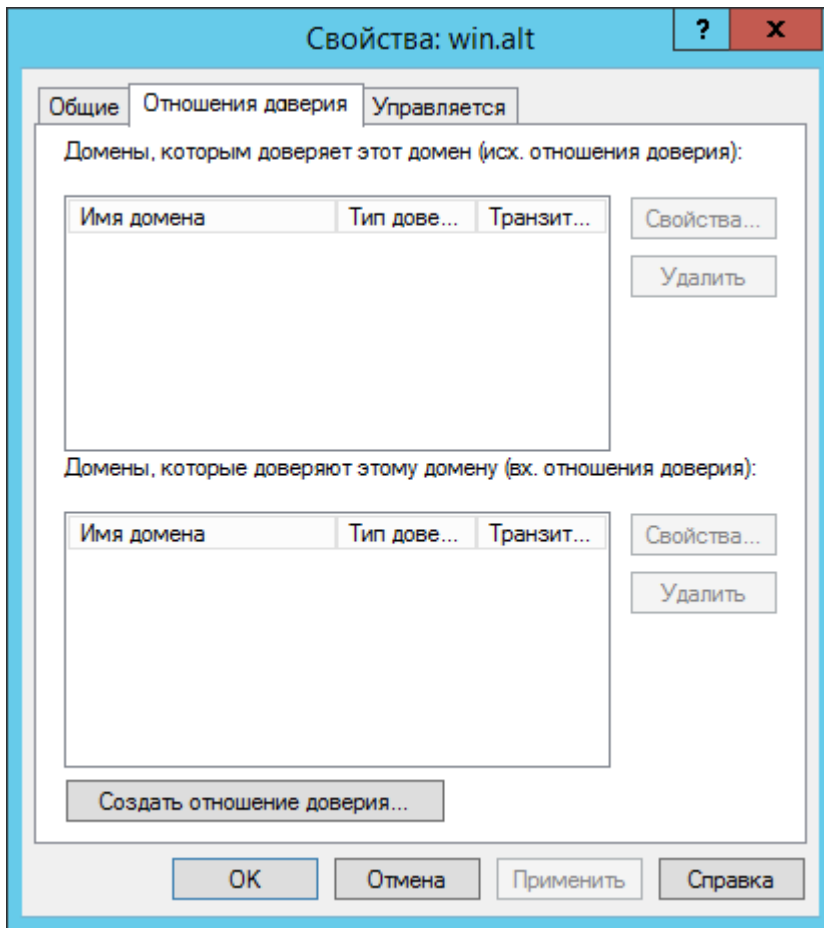 Свойства: win.alt
?
x
Общие
Отношения доверия
Управляется
Домены, которым доверяет этот домен (исх. отношения доверия):
Имя домена
Тип дове...
Транзит...
Свойства...
Удалить
Домены, которые доверяют этому домену (вх. отношения доверия):
Имя домена
Тип дове...
Транзит...
Свойства...
Удалить
Создать отношение доверия...
OK
Отмена
Применить
Справка